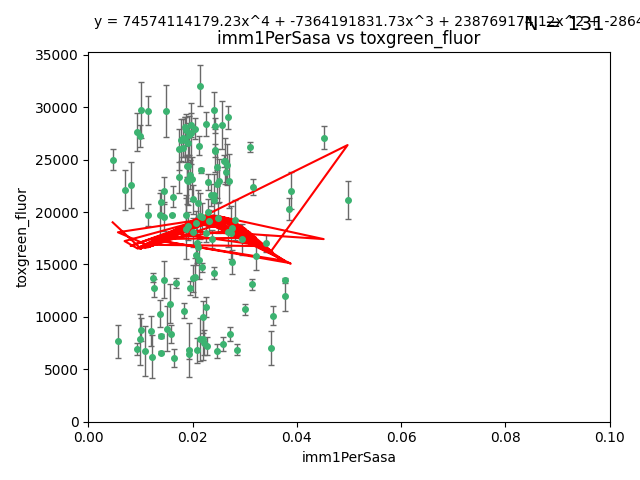 y = 74574114179.23x^4 + -7364191831.73x^3 +
N = 131
imm1PerSasa vs toxgreen_fluor
35000
30000
25000
20000
15000
10000
5000
0
toxgreen_fluor
0.00 0.02 0.04 0.06 0.08 0.10
imm1PerSasa